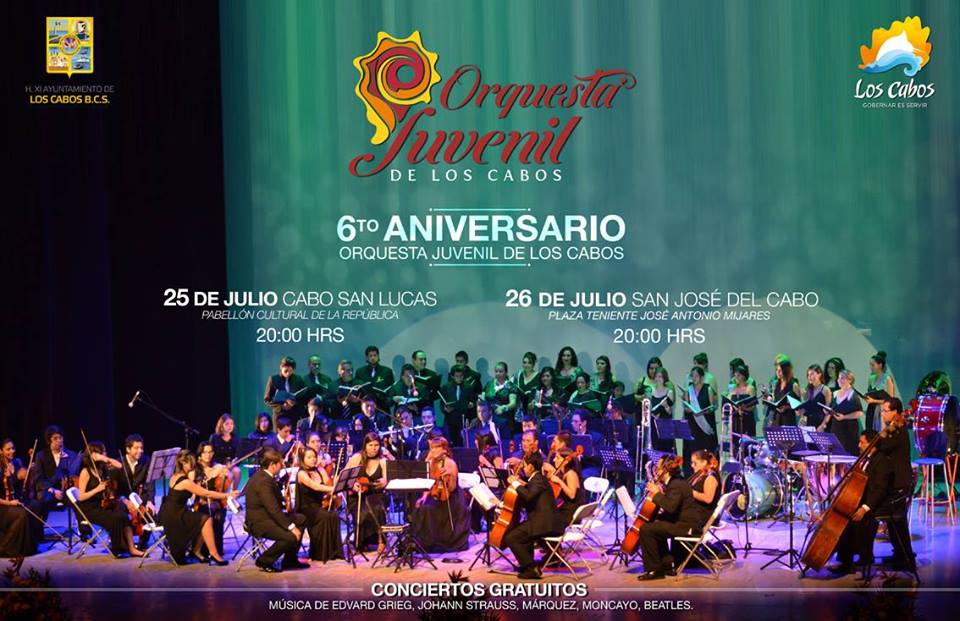 H. XI AYUNTAMIENTO DE
LOS CABOS B.C.S.
Los Cabos
GOBERNAR ES SERVIR
Orquesta
Juvenil
DE LOS CABOS
6TO ANIVERSARIO
ORQUESTA JUVENIL DE LOS CABOS
25 DE JULIO CABO SAN LUCAS
PABELLÓN CULTURAL DE LA REPÚBLICA
20:00 HRS
26 DE JULIO SAN JOSÉ DEL CABO
PLAZA TENIENTE JOSÉ ANTONIO MIJARES
20:00 HRS
CONCIERTOS GRATUITOS
MÚSICA DE EDVARD GRIEG, JOHANN STRAUSS, MÁRQUEZ, MONCAYO, BEATLES.